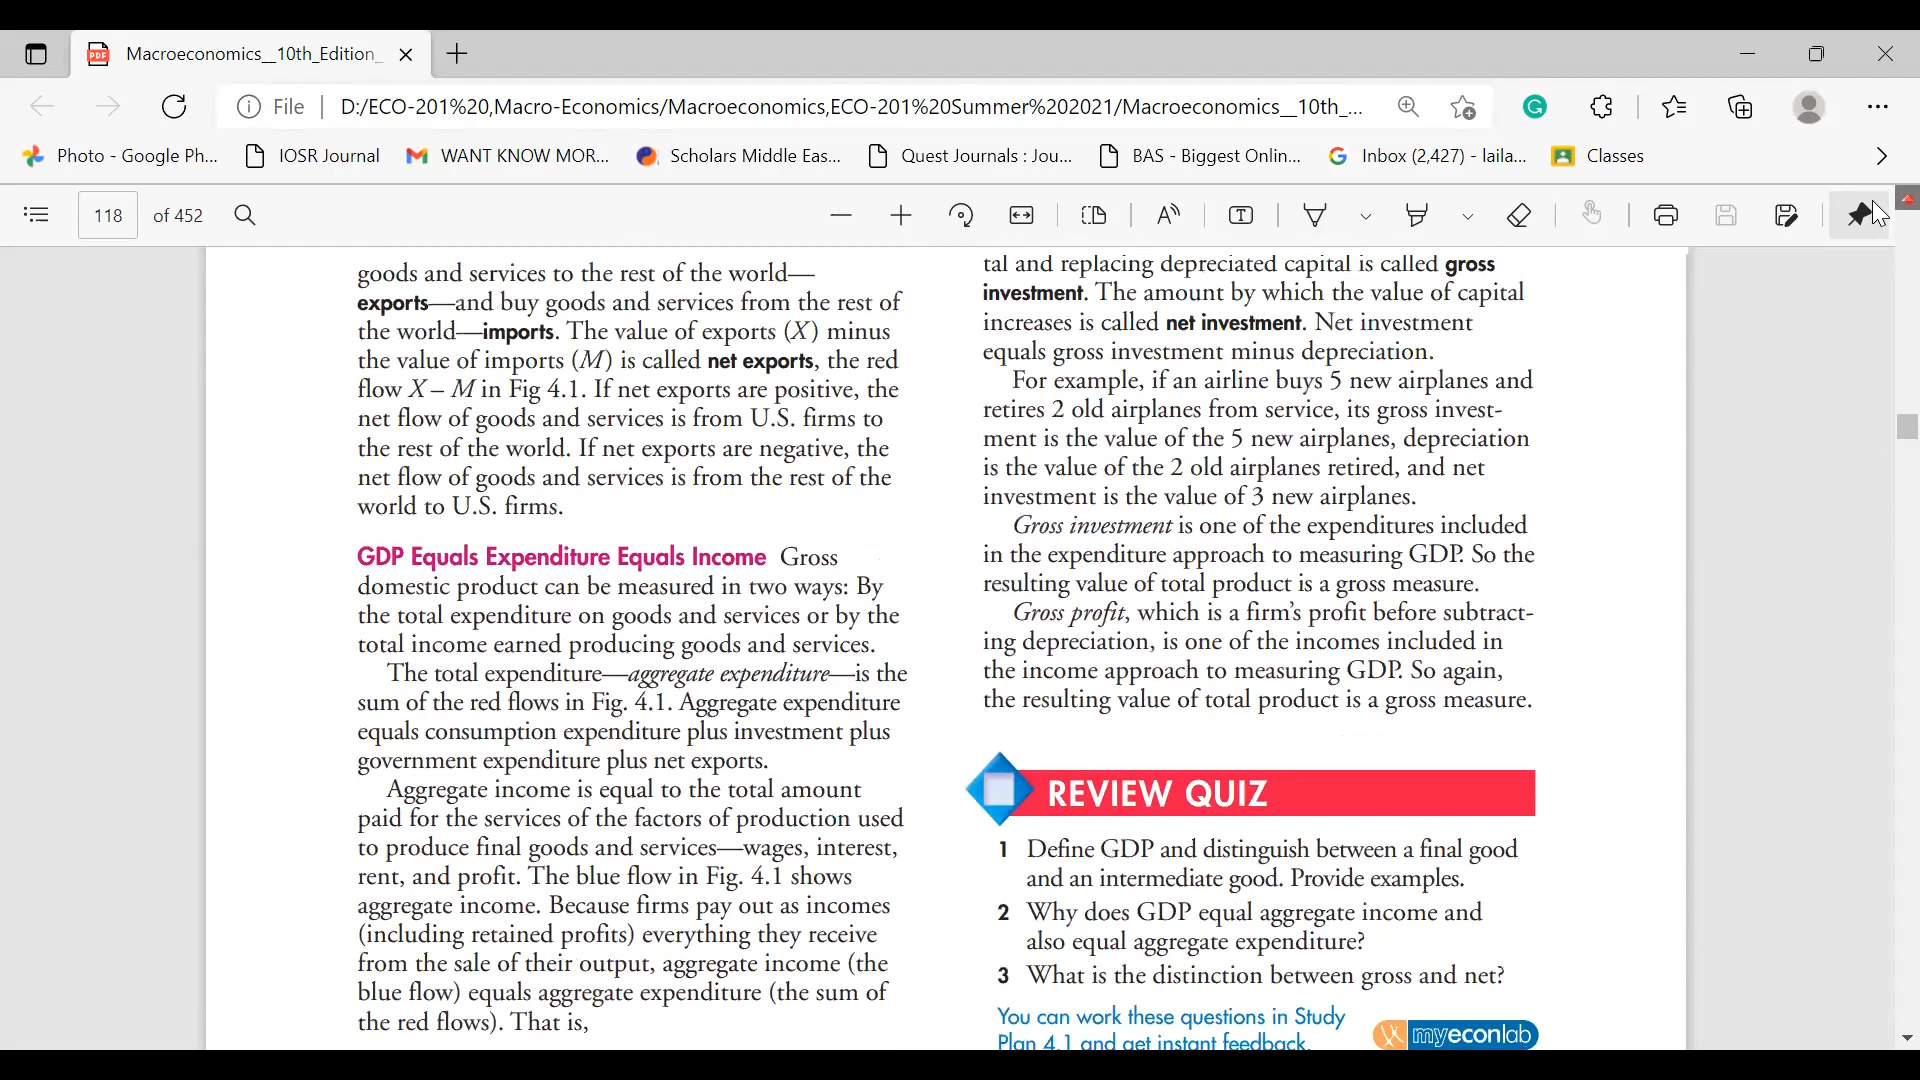 Macroeconomics__10th_Edition_
File
D:/ECO-201%20,Macro-Economics/Macroeconomics,ECO-201%20Summer%202021/Macroeconomics__10th_...
Photo - Google Ph...
IOSR Journal
WANT KNOW MOR...
Scholars Middle Eas...
Quest Journals : Jou...
BAS - Biggest Onlin...
Inbox (2,427) - laila...
Classes
118 of 452
goods and services to the rest of the world—
exports—and buy goods and services from the rest of
the world—imports. The value of exports (X) minus
the value of imports (M) is called net exports, the red
flow X – M in Fig 4.1. If net exports are positive, the
net flow of goods and services is from U.S. firms to
the rest of the world. If net exports are negative, the
net flow of goods and services is from the rest of the
world to U.S. firms.
GDP Equals Expenditure Equals Income Gross
domestic product can be measured in two ways: By
the total expenditure on goods and services or by the
total income earned producing goods and services.
The total expenditure—aggregate expenditure—is the
sum of the red flows in Fig. 4.1. Aggregate expenditure
equals consumption expenditure plus investment plus
government expenditure plus net exports.
Aggregate income is equal to the total amount
paid for the services of the factors of production used
to produce final goods and services—wages, interest,
rent, and profit. The blue flow in Fig. 4.1 shows
aggregate income. Because firms pay out as incomes
(including retained profits) everything they receive
from the sale of their output, aggregate income (the
blue flow) equals aggregate expenditure (the sum of
the red flows). That is,
tal and replacing depreciated capital is called gross
investment. The amount by which the value of capital
increases is called net investment. Net investment
equals gross investment minus depreciation.
For example, if an airline buys 5 new airplanes and
retires 2 old airplanes from service, its gross invest-
ment is the value of the 5 new airplanes, depreciation
is the value of the 2 old airplanes retired, and net
investment is the value of 3 new airplanes.
Gross investment is one of the expenditures included
in the expenditure approach to measuring GDP. So the
resulting value of total product is a gross measure.
Gross profit, which is a firm's profit before subtract-
ing depreciation, is one of the incomes included in
the income approach to measuring GDP. So again,
the resulting value of total product is a gross measure.
REVIEW QUIZ
1 Define GDP and distinguish between a final good
and an intermediate good. Provide examples.
2 Why does GDP equal aggregate income and
also equal aggregate expenditure?
3 What is the distinction between gross and net?
You can work these questions in Study
Plan 4.1 and get instant feedback.
myeconlab